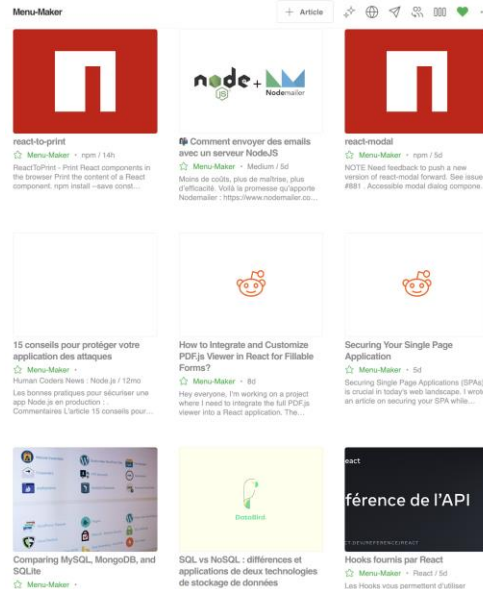 Menu-Maker
+ Article
node + Nodemailer
JS
react-to-print
Menu-Maker • npm / 14h
ReactToPrint - Print React components in
the browser Print the content of a React
component. npm install --save const...
Comment envoyer des emails
avec un serveur NodeJS
Menu-Maker • Medium / 5d
Moins de coûts, plus de maîtrise, plus
d'efficacité. Voilà la promesse qu'apporte
Nodemailer : https://www.nodemailer.co...
react-modal
Menu-Maker • npm / 5d
NOTE Need feedback to push a new
version of react-modal forward. See issue
#881 . Accessible modal dialog compone.
15 conseils pour protéger votre
application des attaques
Menu-Maker •
Human Coders News : Node.js / 12mo
Les bonnes pratiques pour sécuriser une
app Node.js en production : .
Commentaires L'article 15 conseils pour...
How to Integrate and Customize
PDF.js Viewer in React for Fillable
Forms?
Menu-Maker • 8d
Hey everyone, I'm working on a project
where I need to integrate the full PDF.js
viewer into a React application. The...
Securing Your Single Page
Application
Menu-Maker • 5d
Securing Single Page Applications (SPAs)
is crucial in today's web landscape. I wrote
an article on securing your SPA while...
DataBird
eact
férence de l'API
CT.DEV/REFERENCE/REACT
Comparing MySQL, MongoDB, and
SQLite
Menu-Maker •
SQL vs NoSQL : différences et
applications de deux technologies
de stockage de données
Hooks fournis par React
Menu-Maker • React / 5d
Les Hooks vous permettent d'utiliser